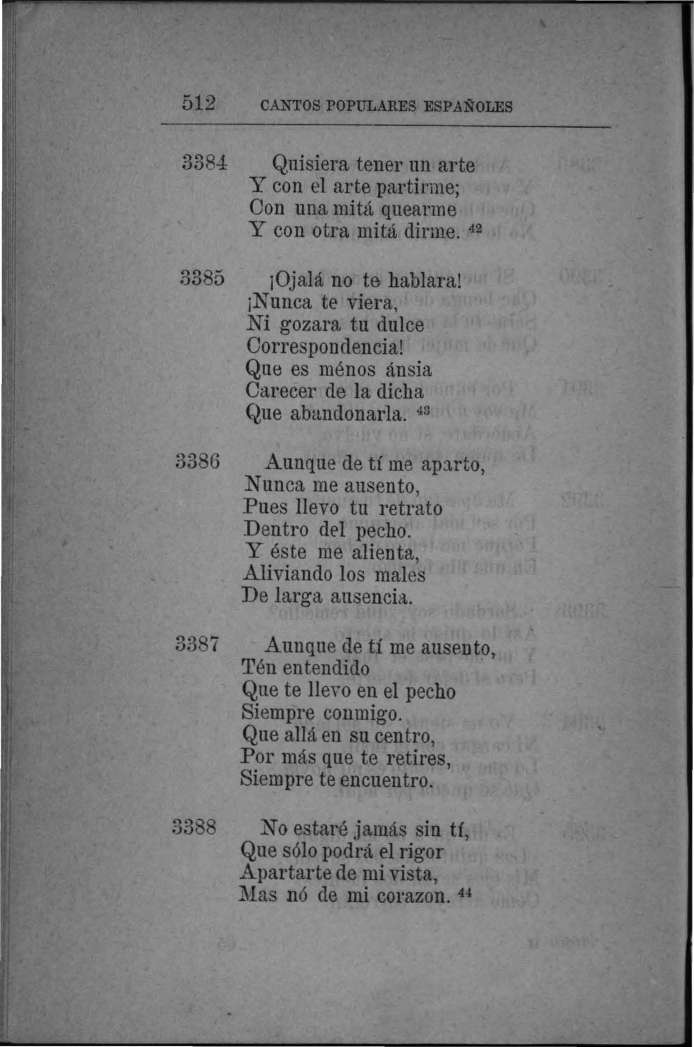 512 CANTOS POPULARES ESPAÑOLES
3384 Quisiera tener un arte
Y con el arte partirme;
Con una mitá quearme
Y con otra mitá dirme. 42
3385 ¡Ojalá no te hablara!
¡Nunca te viera,
Ni gozara tu dulce
Correspondencia!
Que es ménos ánsia
Carecer de la dicha
Que abandonarla. 43
3386 Aunque de tí me aparto,
Nunca me ausento,
Pues llevo tu retrato
Dentro del pecho.
Y éste me alienta,
Aliviando los males
De larga ausencia.
3387 Aunque de tí me ausento,
Tén entendido
Que te llevo en el pecho
Siempre conmigo.
Que allá en su centro,
Por más que te retires,
Siempre te encuentro.
3388 No estaré jamás sin tí,
Que sólo podrá el rigor
Apartarte de mi vista,
Mas nó de mi corazon. 44